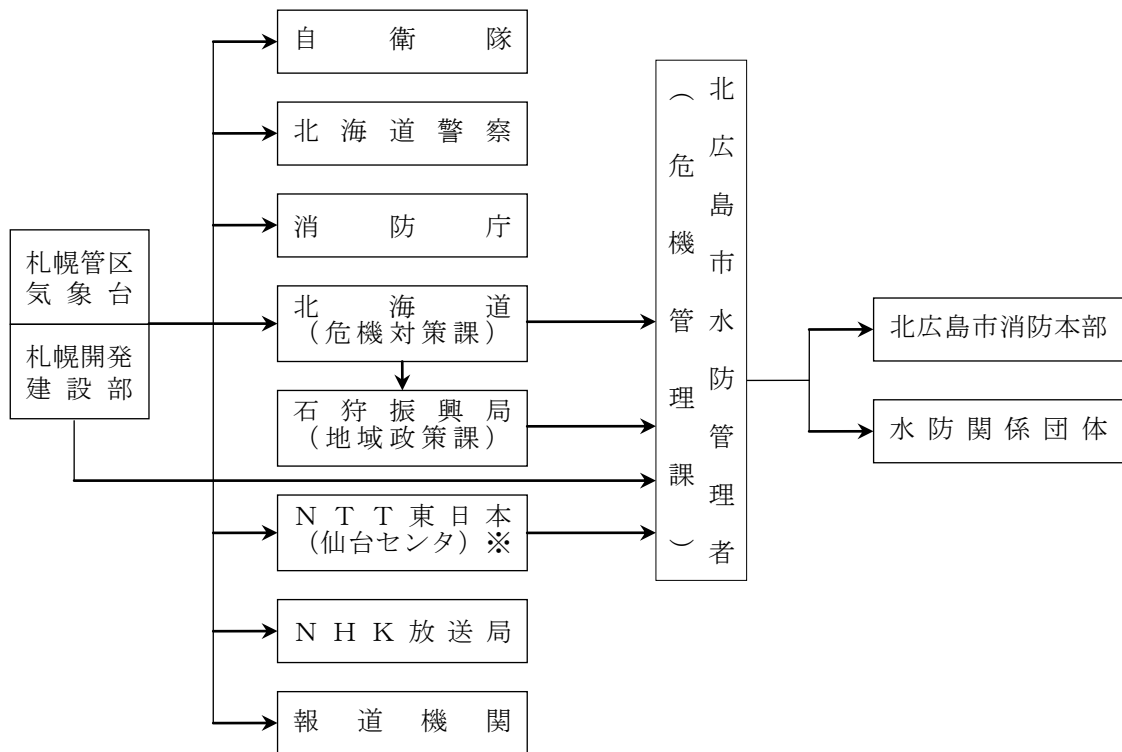 札幌管区
気象台
札幌開発
建設部
自衛隊
北海道警察
消防庁
北海道
（危機対策課）
石狩振興局
（地域政策課）
ＮＴＴ東日本
（仙台センタ）※
ＮＨＫ放送局
報道機関
北広島市水防管理者
（危機管理課）
北広島市消防本部
水防関係団体